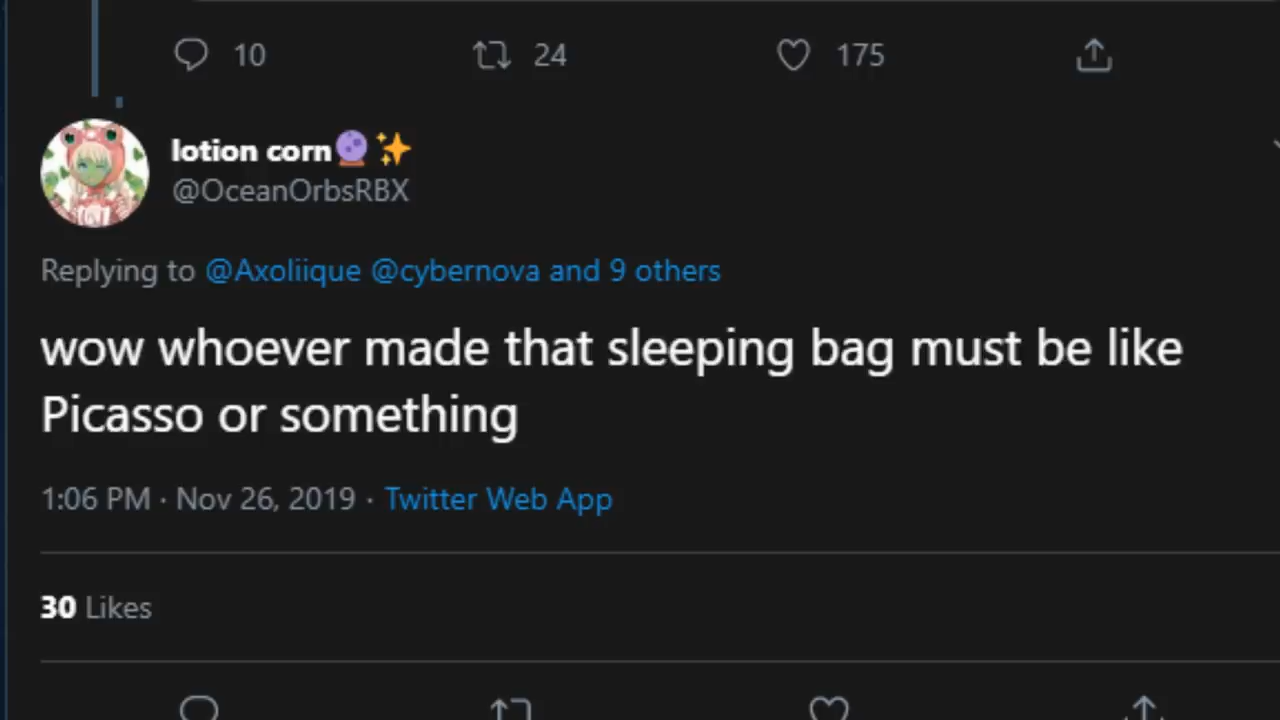 10 24 175
lotion corn🔮✨
@OceanOrbsRBX
Replying to @Axoliique @cybernova and 9 others
wow whoever made that sleeping bag must be like
Picasso or something
1:06 PM · Nov 26, 2019 · Twitter Web App
30 Likes